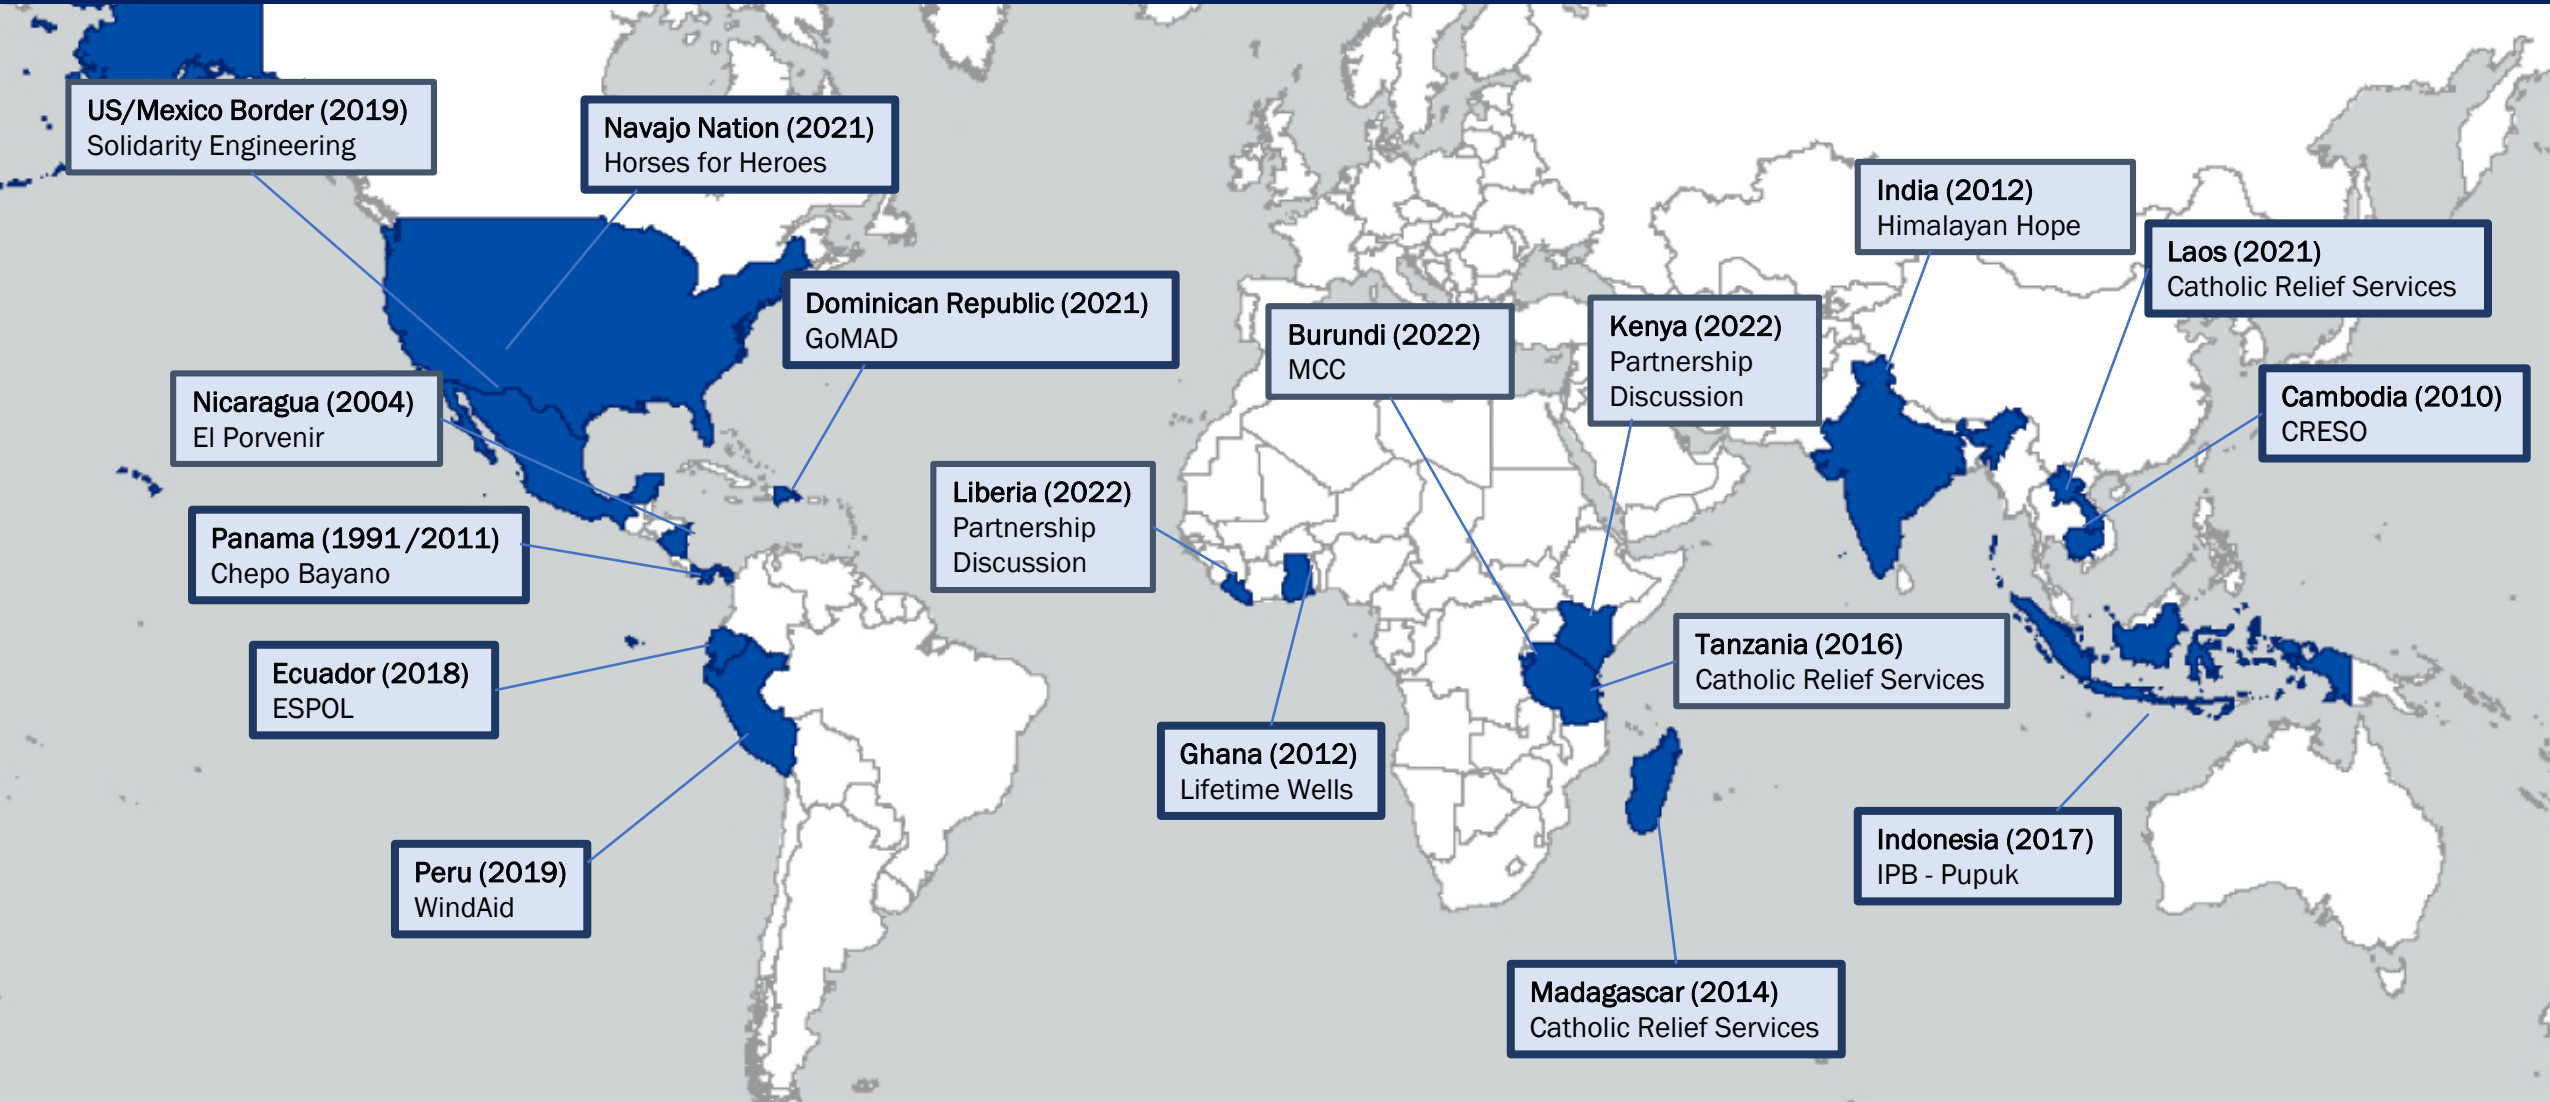 US/Mexico Border (2019)
Solidarity Engineering
Navajo Nation (2021)
Horses for Heroes
India (2012)
Himalayan Hope
Laos (2021)
Catholic Relief Services
Dominican Republic (2021)
GoMAD
Burundi (2022)
MCC
Kenya (2022)
Partnership
Discussion
Nicaragua (2004)
El Porvenir
Cambodia (2010)
CRESO
Liberia (2022)
Partnership
Discussion
Panama (1991/2011)
Chepo Bayano
Ecuador (2018)
ESPOL
Tanzania (2016)
Catholic Relief Services
Ghana (2012)
Lifetime Wells
Peru (2019)
WindAid
Indonesia (2017)
IPB - Pupuk
Madagascar (2014)
Catholic Relief Services